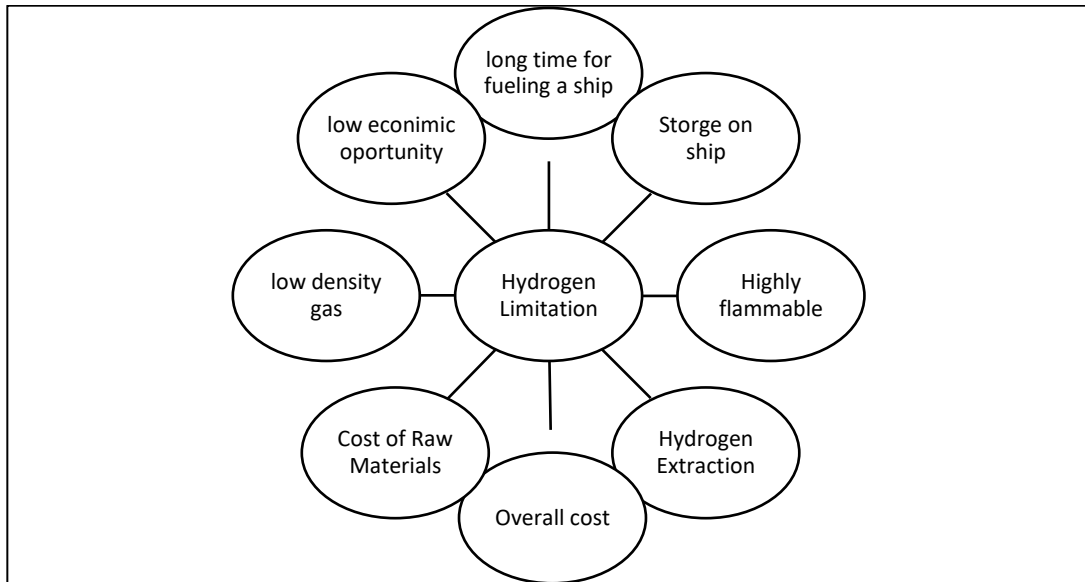 long time for
fueling a ship
low econimic
oportunity
Storge on
ship
low density
gas
Hydrogen
Limitation
Highly
flammable
Cost of Raw
Materials
Hydrogen
Extraction
Overall cost